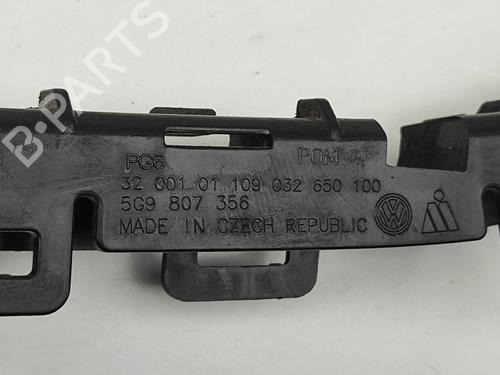 B-PARTS
PG6 POM
32 001 01 109 032 650 100
5G9 807 356
MADE IN CZECH REPUBLIC